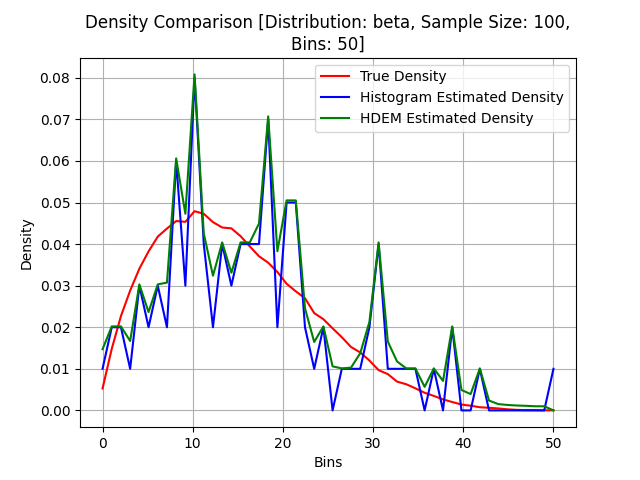 Density Comparison [Distribution: beta, Sample Size: 100,
Bins: 50]
True Density
Histogram Estimated Density
HDEM Estimated Density
Density
0.08
0.07
0.06
0.05
0.04
0.03
0.02
0.01
0.00
0
10
20
30
40
50
Bins